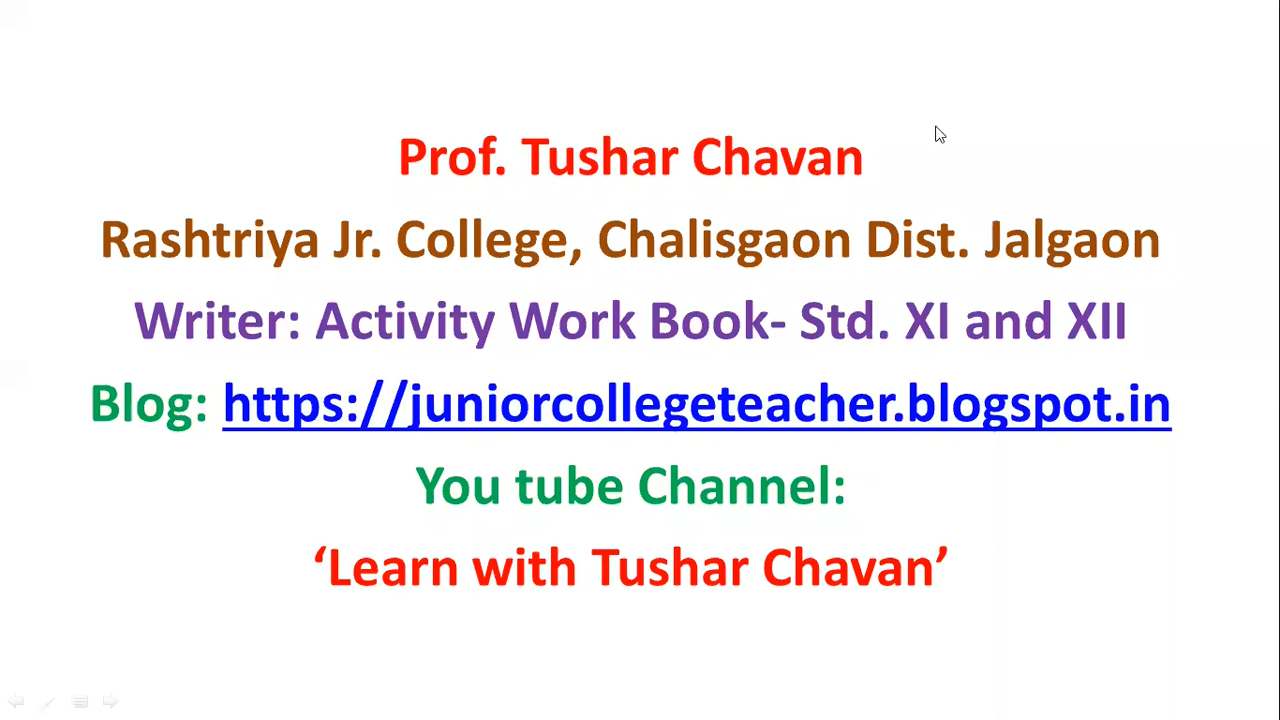 Prof. Tushar Chavan
Rashtriya Jr. College, Chalisgaon Dist. Jalgaon
Writer: Activity Work Book- Std. XI and XII
Blog: https://juniorcollegeteacher.blogspot.in
You tube Channel:
‘Learn with Tushar Chavan’